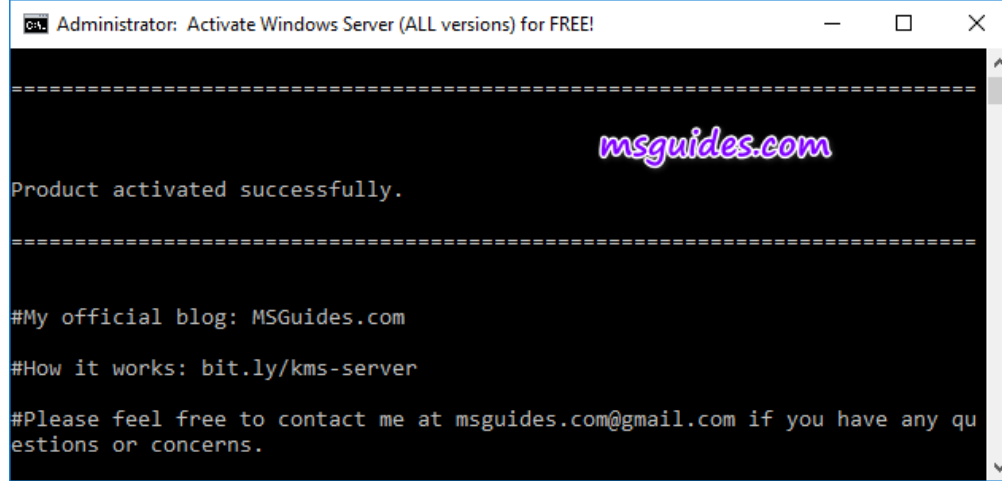 Administrator: Activate Windows Server (ALL versions) for FREE!
============================================================================
msguides.com
Product activated successfully.
============================================================================
#My official blog: MSGuides.com
#How it works: bit.ly/kms-server
#Please feel free to contact me at msguides.com@gmail.com if you have any qu
estions or concerns.